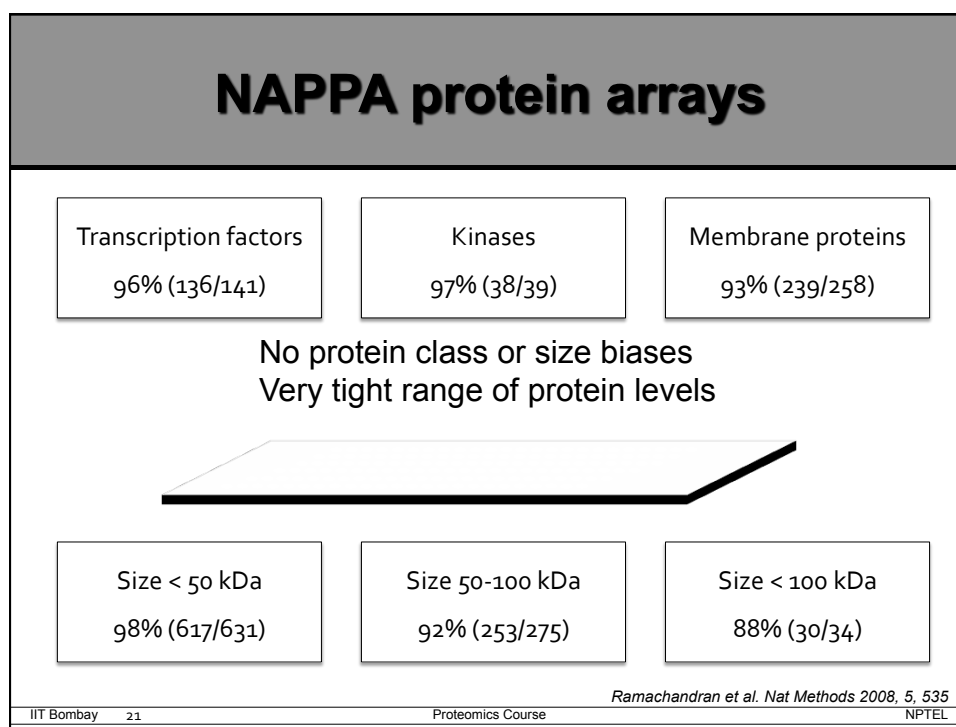 NAPPA protein arrays
Transcription factors
96% (136/141)
Kinases
97% (38/39)
Membrane proteins
93% (239/258)
No protein class or size biases
Very tight range of protein levels
Size < 50 kDa
98% (617/631)
Size 50-100 kDa
92% (253/275)
Size < 100 kDa
88% (30/34)
Ramachandran et al. Nat Methods 2008, 5, 535
IIT Bombay 21 Proteomics Course NPTEL